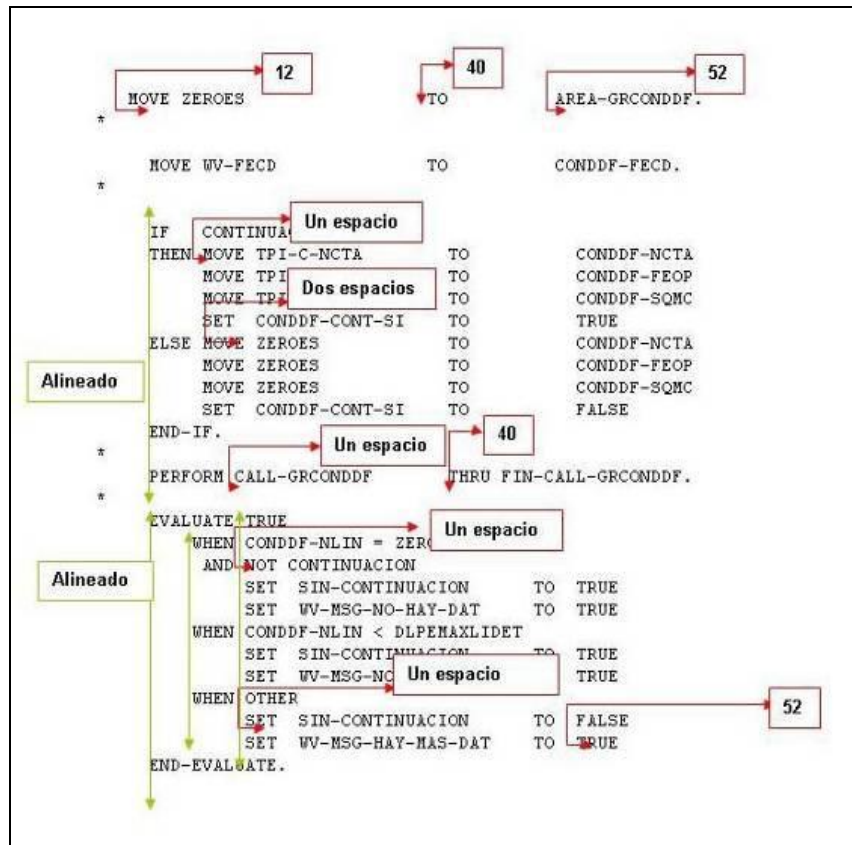 12 40 52
MOVE ZEROES TO AREA-GRCONDDF.
*
MOVE WV-FECD TO CONDDF-FECD.
*
Un espacio
IF CONTINUAC
THEN MOVE TPI-C-NCTA TO CONDDF-NCTA
MOVE TPI TO CONDDF-FEOP
Dos espacios
MOVE TPI TO CONDDF-SQMC
SET CONDDF-CONT-SI TO TRUE
ELSE MOVE ZEROES TO CONDDF-NCTA
MOVE ZEROES TO CONDDF-FEOP
Alineado
MOVE ZEROES TO CONDDF-SQMC
SET CONDDF-CONT-SI TO FALSE
END-IF.
40
*
Un espacio
PERFORM CALL-GRCONDDF THRU FIN-CALL-GRCONDDF.
*
EVALUATE TRUE
Un espacio
WHEN CONDDF-NLIN = ZERO
AND NOT CONTINUACION
Alineado
SET SIN-CONTINUACION TO TRUE
SET WV-MSG-NO-HAY-DAT TO TRUE
WHEN CONDDF-NLIN < DLPEMAXLIDET
SET SIN-CONTINUACION TO TRUE
SET WV-MSG-NO TRUE
Un espacio
WHEN OTHER
52
SET SIN-CONTINUACION TO FALSE
SET WV-MSG-HAY-MAS-DAT TO TRUE
END-EVALUATE.